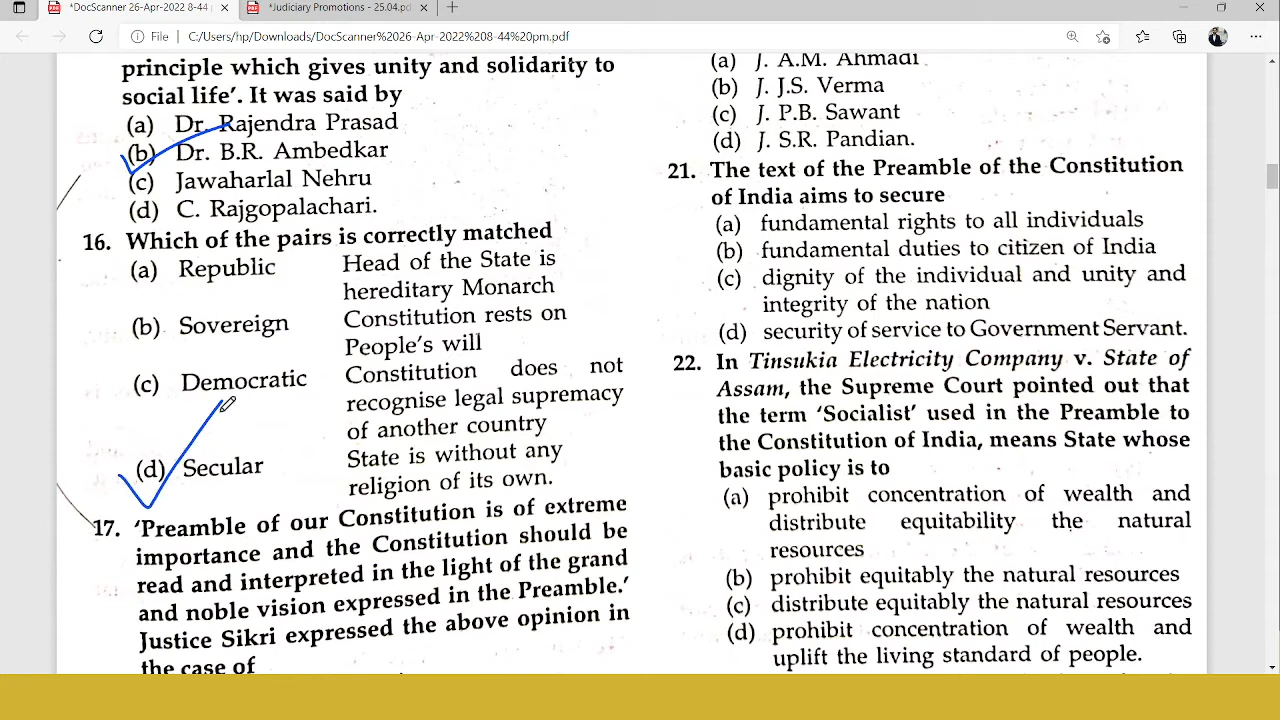 *DocScanner 26-Apr-2022 8-44
*Judiciary Promotions - 25.04.pd
File
C:/Users/hp/Downloads/DocScanner%2026-Apr-2022%208-44%20pm.pdf
principle which gives unity and solidarity to
social life'. It was said by
(a) Dr. Rajendra Prasad
(b) Dr. B.R. Ambedkar
(c) Jawaharlal Nehru
(d) C. Rajgopalachari.
16. Which of the pairs is correctly matched
(a) Republic Head of the State is
hereditary Monarch
(b) Sovereign Constitution rests on
People's will
(c) Democratic Constitution does not
recognise legal supremacy
of another country
(d) Secular State is without any
religion of its own.
17. 'Preamble of our Constitution is of extreme
importance and the Constitution should be
read and interpreted in the light of the grand
and noble vision expressed in the Preamble.'
Justice Sikri expressed the above opinion in
the case of
(a) J. A.M. Ahmadi
(b) J. J.S. Verma
(c) J. P.B. Sawant
(d) J. S.R. Pandian.
21. The text of the Preamble of the Constitution
of India aims to secure
(a) fundamental rights to all individuals
(b) fundamental duties to citizen of India
(c) dignity of the individual and unity and
integrity of the nation
(d) security of service to Government Servant.
22. In Tinsukia Electricity Company v. State of
Assam, the Supreme Court pointed out that
the term 'Socialist' used in the Preamble to
the Constitution of India, means State whose
basic policy is to
(a) prohibit concentration of wealth and
distribute equitability the natural
resources
(b) prohibit equitably the natural resources
(c) distribute equitably the natural resources
(d) prohibit concentration of wealth and
uplift the living standard of people.